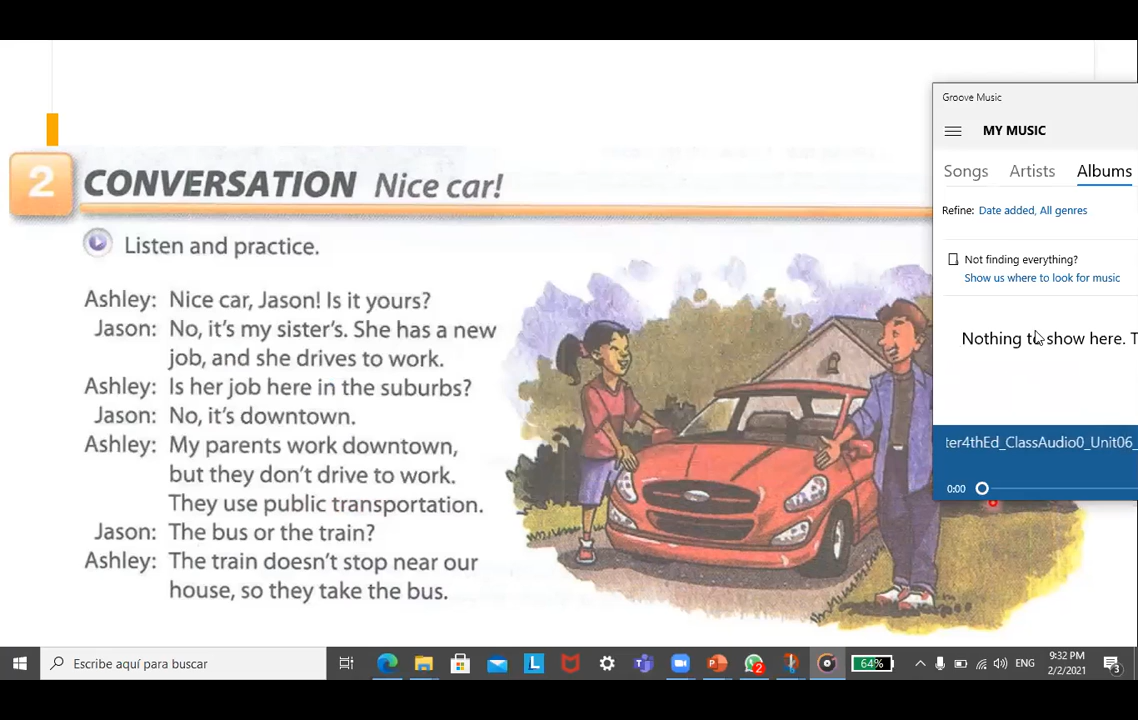 2 CONVERSATION Nice car!
Listen and practice.
Ashley: Nice car, Jason! Is it yours?
Jason: No, it's my sister's. She has a new
job, and she drives to work.
Ashley: Is her job here in the suburbs?
Jason: No, it's downtown.
Ashley: My parents work downtown,
but they don't drive to work.
They use public transportation.
Jason: The bus or the train?
Ashley: The train doesn't stop near our
house, so they take the bus.
Groove Music
MY MUSIC
Songs Artists Albums
Refine: Date added, All genres
Not finding everything?
Show us where to look for music
Nothing to show here. T
ter4thEd_ClassAudio0_Unit06_
0:00
Escribe aquí para buscar
L
2
64%
ENG
9:32 PM
2/2/2021
3